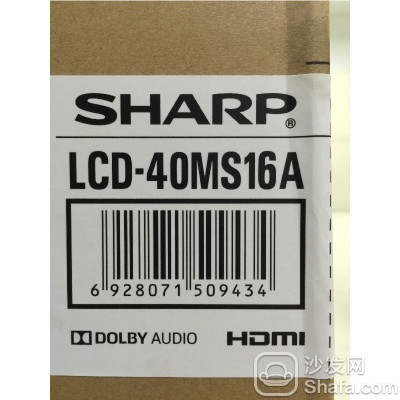 SHARP®
LCD-40MS16A
6 928071 509434
DOLBY AUDIO HDMI
沙发网
Shafa.com